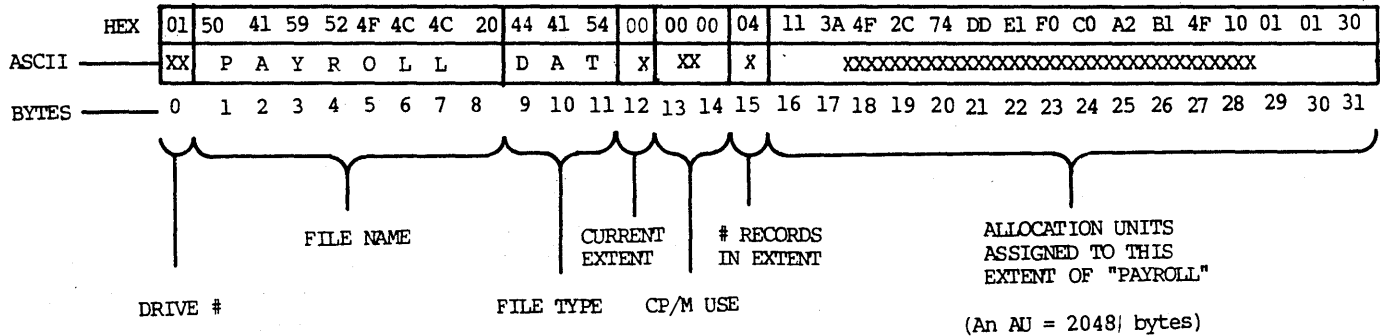 HEX 01 50 41 59 52 4F 4C 4C 20 44 41 54 00 00 00 04 11 3A 4F 2C 74 DD E1 F0 C0 A2 B1 4F 10 01 01 30
ASCII XX P A Y R O L L D A T X XX X XXXXXXXXXXXXXXXXXXXXXXXXXXXXXXXXXXX
BYTES 0 1 2 3 4 5 6 7 8 9 10 11 12 13 14 15 16 17 18 19 20 21 22 23 24 25 26 27 28 29 30 31
FILE NAME
CURRENT
EXTENT
# RECORDS
IN EXTENT
ALLOCATION UNITS
ASSIGNED TO THIS
EXTENT OF "PAYROLL"
DRIVE #
FILE TYPE
CP/M USE
(An AU = 2048 bytes)